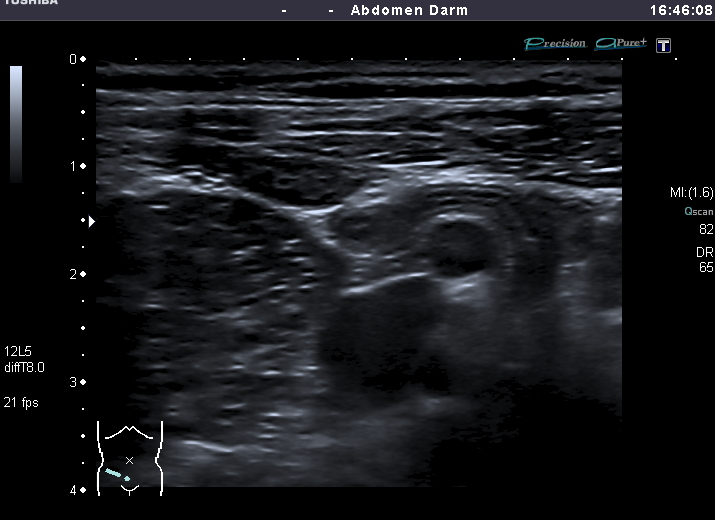 TOSHIBA
- - Abdomen Darm 16:46:08
Precision APure+ T
0
1
2
3
4
MI:(1.6)
Qscan
82
DR
65
12L5
diffT8.0
21 fps